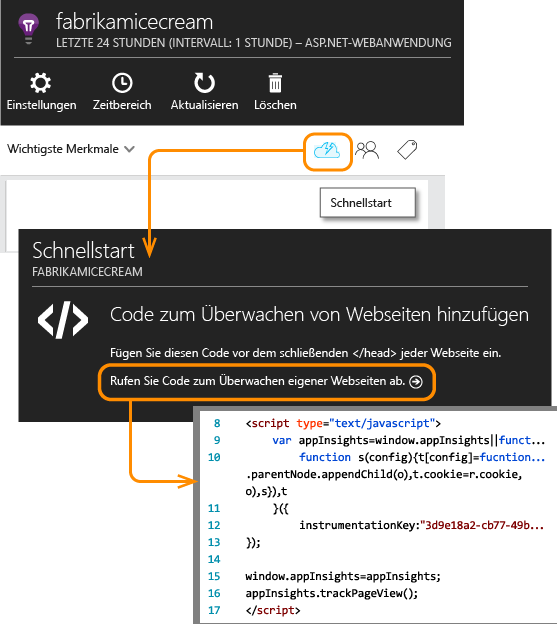 fabrikamicecream
LETZTE 24 STUNDEN (INTERVALL: 1 STUNDE) – ASP.NET-WEBANWENDUNG
Einstellungen Zeitbereich Aktualisieren Löschen
Wichtigste Merkmale
Schnellstart
Schnellstart
FABRIKAMICECREAM
</> Code zum Überwachen von Webseiten hinzufügen
Fügen Sie diesen Code vor dem schließenden </head> jeder Webseite ein.
Rufen Sie Code zum Überwachen eigener Webseiten ab.
8 <script type="text/javascript">
9 var appInsights=window.appInsights||funct...
10 function s(config){t[config]=fucntion...
.parentNode.appendChild(o),t.cookie=r.cookie,
o),s}),t
11 }({
12 instrumentationKey:"3d9e18a2-cb77-49b...
13 });
14
15 window.appInsights=appInsights;
16 appInsights.trackPageView();
17 </script>